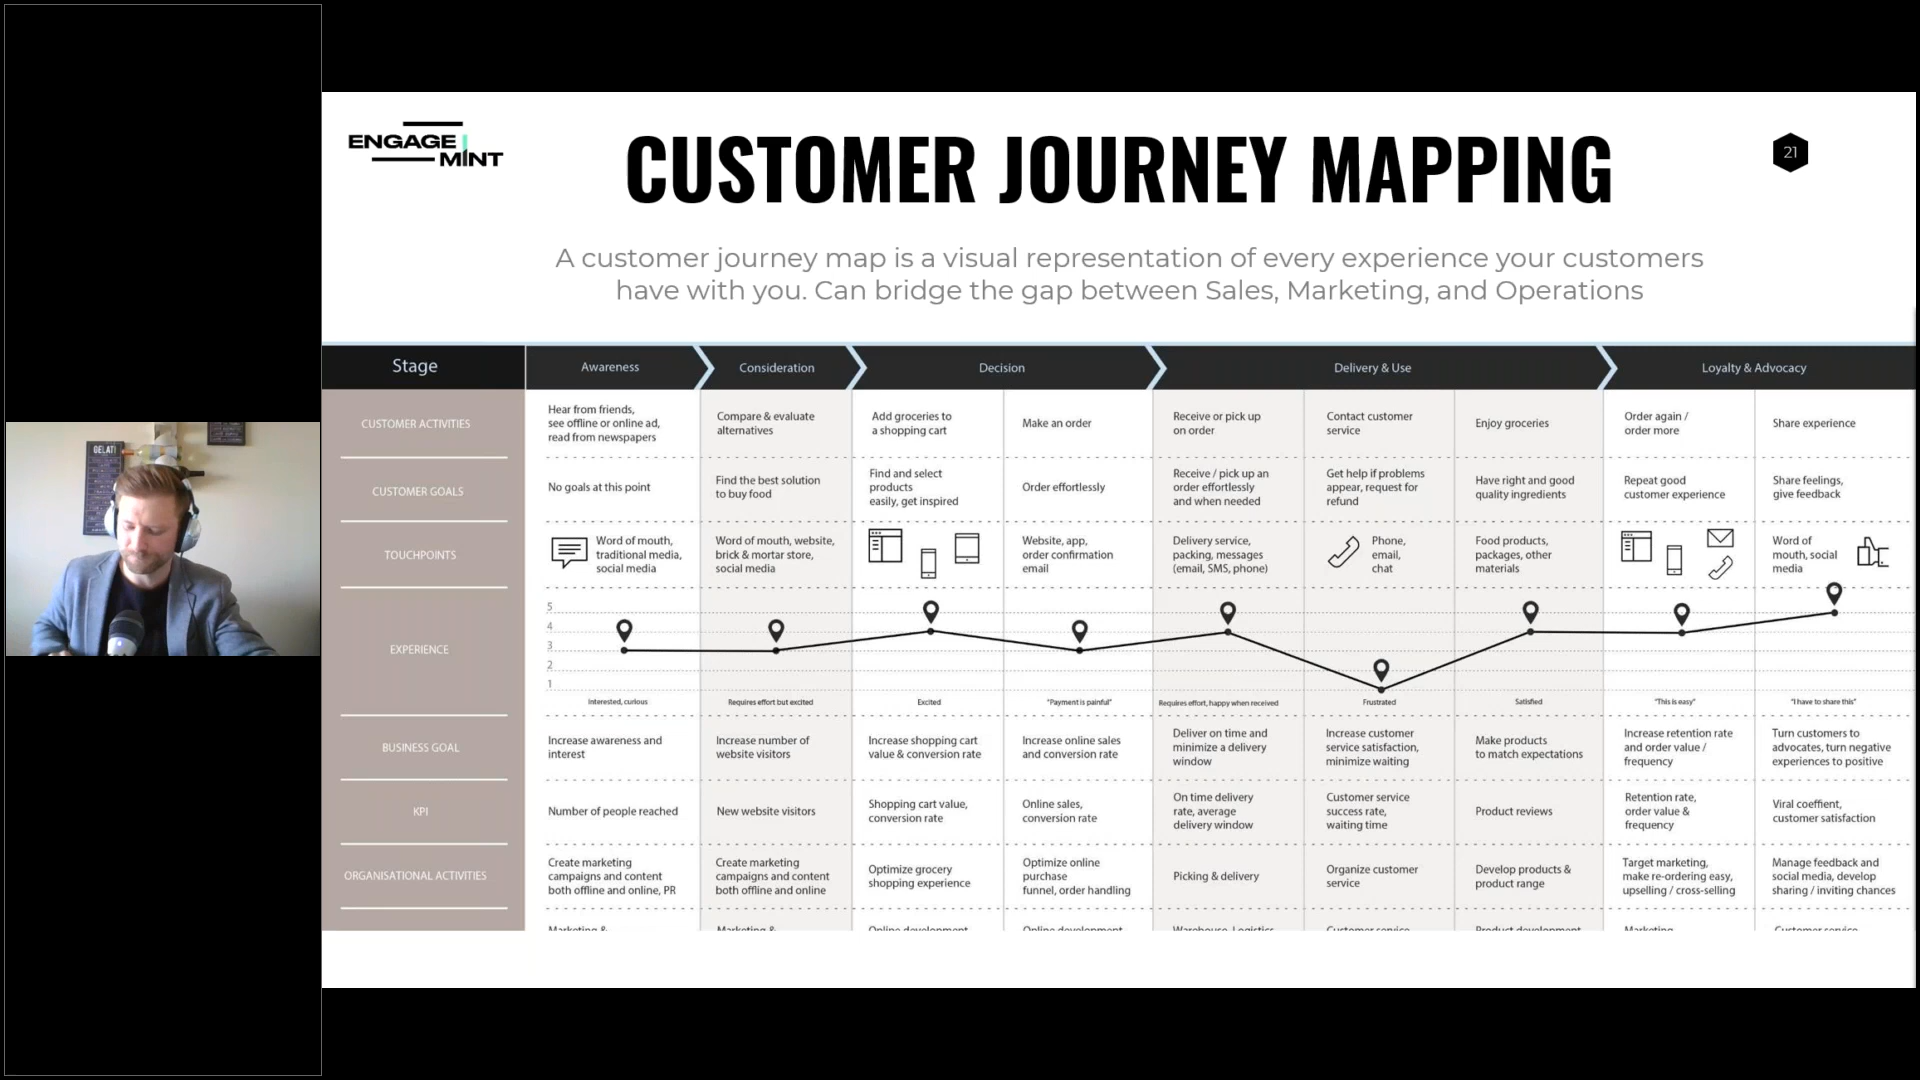 ENGAGE
MINT
CUSTOMER JOURNEY MAPPING
21
A customer journey map is a visual representation of every experience your customers
have with you. Can bridge the gap between Sales, Marketing, and Operations
Stage
Awareness
Consideration
Decision
Delivery & Use
Loyalty & Advocacy
CUSTOMER ACTIVITIES
Hear from friends,
see offline or online ad,
read from newspapers
Compare & evaluate
alternatives
Add groceries to
a shopping cart
Make an order
Receive or pick up
on order
Contact customer
service
Enjoy groceries
Order again /
order more
Share experience
CUSTOMER GOALS
No goals at this point
Find the best solution
to buy food
Find and select
products
easily, get inspired
Order effortlessly
Receive / pick up an
order effortlessly
and when needed
Get help if problems
appear, request for
refund
Have right and good
quality ingredients
Repeat good
customer experience
Share feelings,
give feedback
TOUCHPOINTS
Word of mouth,
traditional media,
social media
Word of mouth, website,
brick & mortar store,
social media
Website, app,
order confirmation
email
Delivery service,
packing, messages
(email, SMS, phone)
Phone,
email,
chat
Food products,
packages, other
materials
Word of
mouth, social
media
EXPERIENCE
5
4
3
2
1
Interested, curious
Requires effort but excited
Excited
"Payment is painful"
Requires effort, happy when received
Frustrated
Satisfied
"This is easy"
"I have to share this"
BUSINESS GOAL
Increase awareness and
interest
Increase number of
website visitors
Increase shopping cart
value & conversion rate
Increase online sales
and conversion rate
Deliver on time and
minimize a delivery
window
Increase customer
service satisfaction,
minimize waiting
Make products
to match expectations
Increase retention rate
and order value /
frequency
Turn customers to
advocates, turn negative
experiences to positive
KPI
Number of people reached
New website visitors
Shopping cart value,
conversion rate
Online sales,
conversion rate
On time delivery
rate, average
delivery window
Customer service
success rate,
waiting time
Product reviews
Retention rate,
order value &
frequency
Viral coeffient,
customer satisfaction
ORGANISATIONAL ACTIVITIES
Create marketing
campaigns and content
both offline and online, PR
Create marketing
campaigns and content
both offline and online
Optimize grocery
shopping experience
Optimize online
purchase
funnel, order handling
Picking & delivery
Organize customer
service
Develop products &
product range
Target marketing,
make re-ordering easy,
upselling / cross-selling
Manage feedback and
social media, develop
sharing / inviting chances
Marketing &
Marketing &
Online development
Online development
Warehouse, Logistics
Customer service
Product development
Marketing
Customer service
GELATI